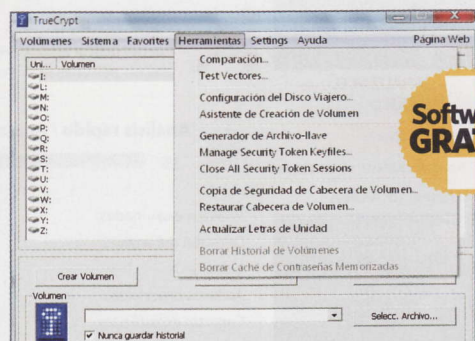 TrueCrypt
Volumenes Sistema Favorites Herramientas Settings Ayuda Página Web
Uni... Volumen
I:
L:
M:
N:
O:
P:
Q:
R:
S:
T:
U:
V:
W:
X:
Y:
Z:
Comparación...
Test Vectores...
Configuración del Disco Viajero...
Asistente de Creación de Volumen
Generador de Archivo-llave
Manage Security Token Keyfiles...
Close All Security Token Sessions
Copia de Seguridad de Cabecera de Volumen...
Restaurar Cabecera de Volumen...
Actualizar Letras de Unidad
Borrar Historial de Volúmenes
Borrar Cache de Contraseñas Memorizadas
Softw
GRAT
Crear Volumen
Volumen
Selecc. Archivo...
Nunca guardar historial